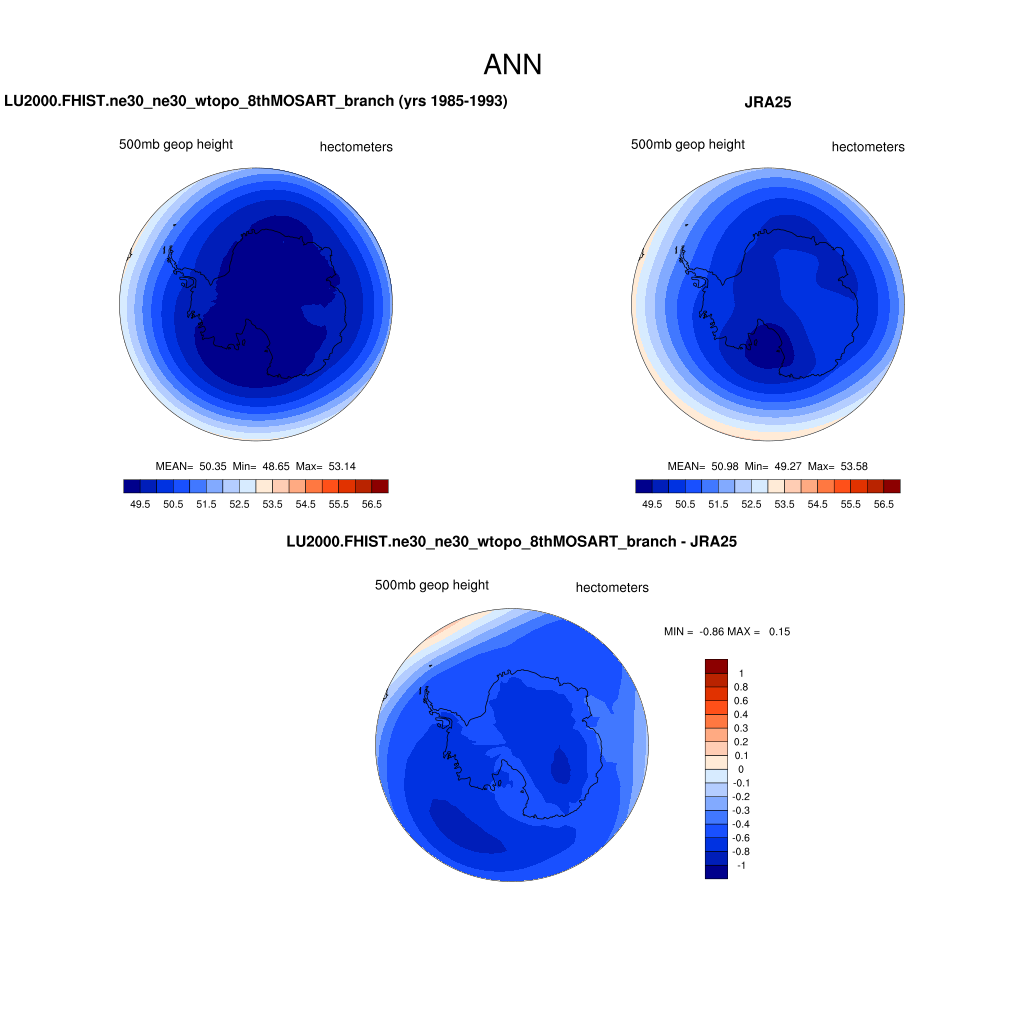 ANN
LU2000.FHIST.ne30_ne30_wtopo_8thMOSART_branch (yrs 1985-1993)
JRA25
500mb geop height
hectometers
500mb geop height
hectometers
MEAN= 50.35 Min= 48.65 Max= 53.14
MEAN= 50.98 Min= 49.27 Max= 53.58
49.5 50.5 51.5 52.5 53.5 54.5 55.5 56.5
49.5 50.5 51.5 52.5 53.5 54.5 55.5 56.5
LU2000.FHIST.ne30_ne30_wtopo_8thMOSART_branch - JRA25
500mb geop height
hectometers
MIN = -0.86 MAX = 0.15
1
0.8
0.6
0.4
0.3
0.2
0.1
0
-0.1
-0.2
-0.3
-0.4
-0.6
-0.8
-1